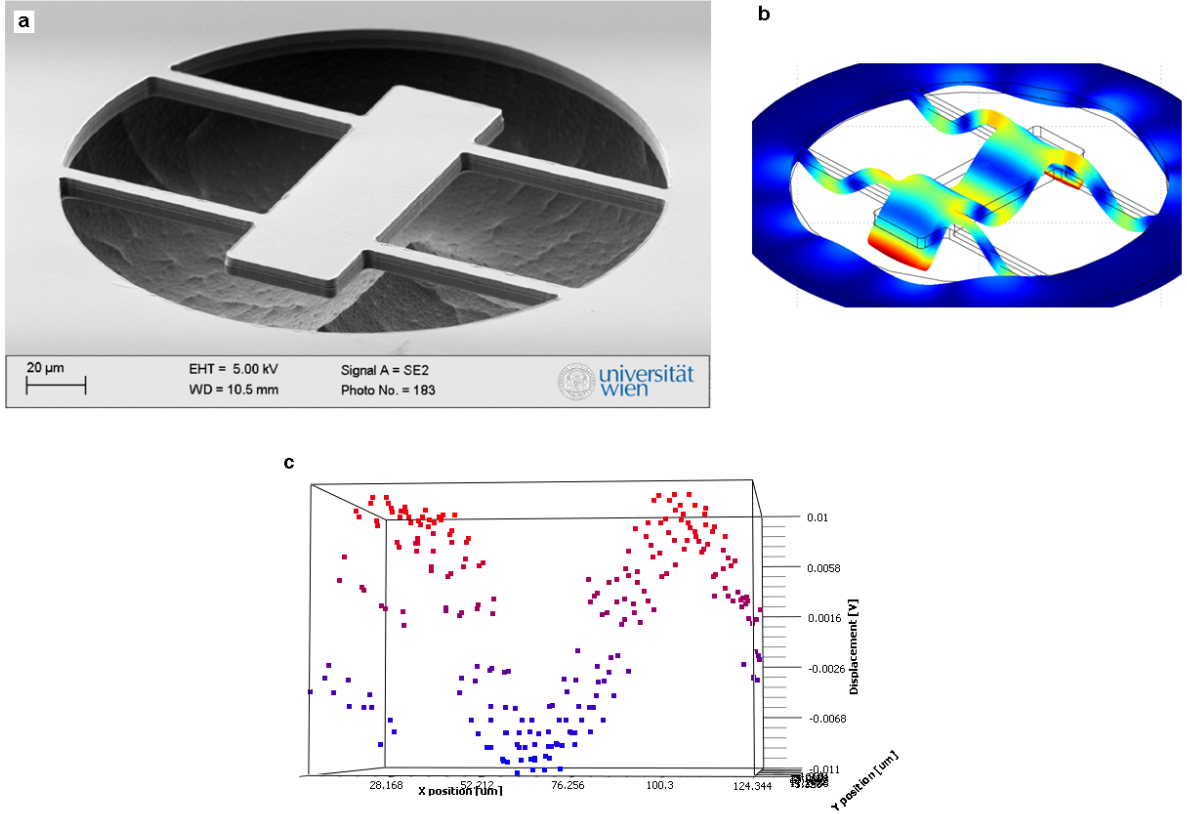 a
b
20 µm
EHT = 5.00 kV
Signal A = SE2
WD = 10.5 mm
Photo No. = 183
universität
wien
c
0.01
0.0058
0.0016
-0.0026
-0.0068
-0.011
Displacement [V]
28.168
52.212
76.256
100.3
124.344
X position [um]
Y position [um]